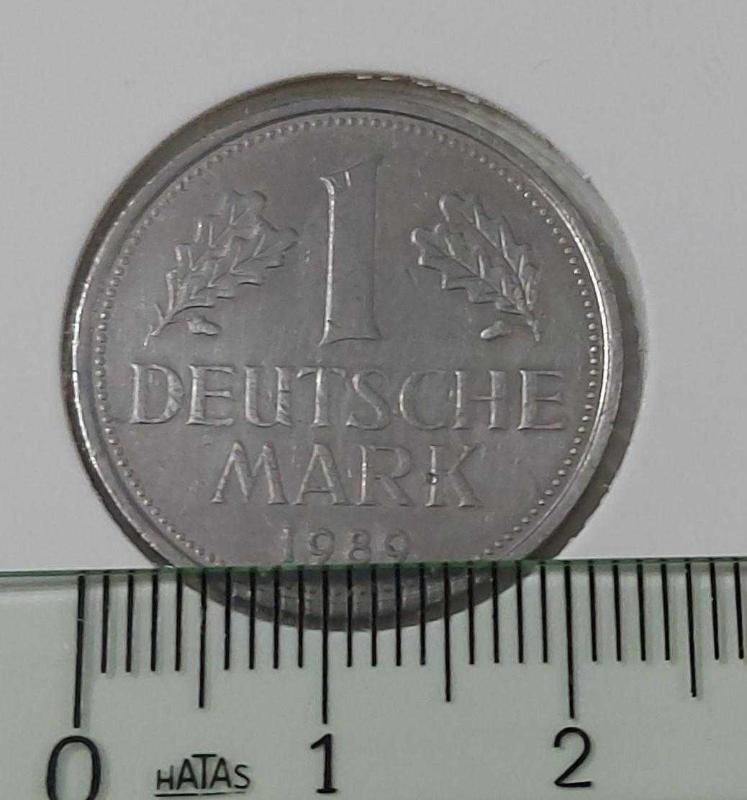 1
DEUTSCHE
MARK
1989
0 HATAS 1 2